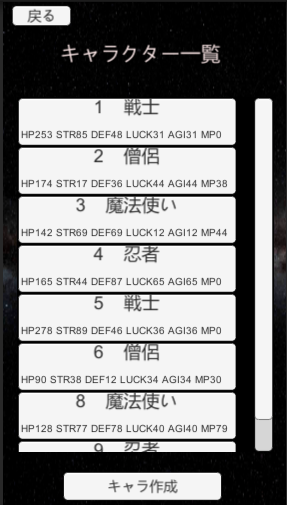 戻る
キャラクター一覧
1 戦士
HP253 STR85 DEF48 LUCK31 AGI31 MP0
2 僧侶
HP174 STR17 DEF36 LUCK44 AGI44 MP38
3 魔法使い
HP142 STR69 DEF69 LUCK12 AGI12 MP44
4 忍者
HP165 STR44 DEF87 LUCK65 AGI65 MP0
5 戦士
HP278 STR89 DEF46 LUCK36 AGI36 MP0
6 僧侶
HP90 STR38 DEF12 LUCK34 AGI34 MP30
8 魔法使い
HP128 STR77 DEF78 LUCK40 AGI40 MP79
9 忍者
キャラ作成